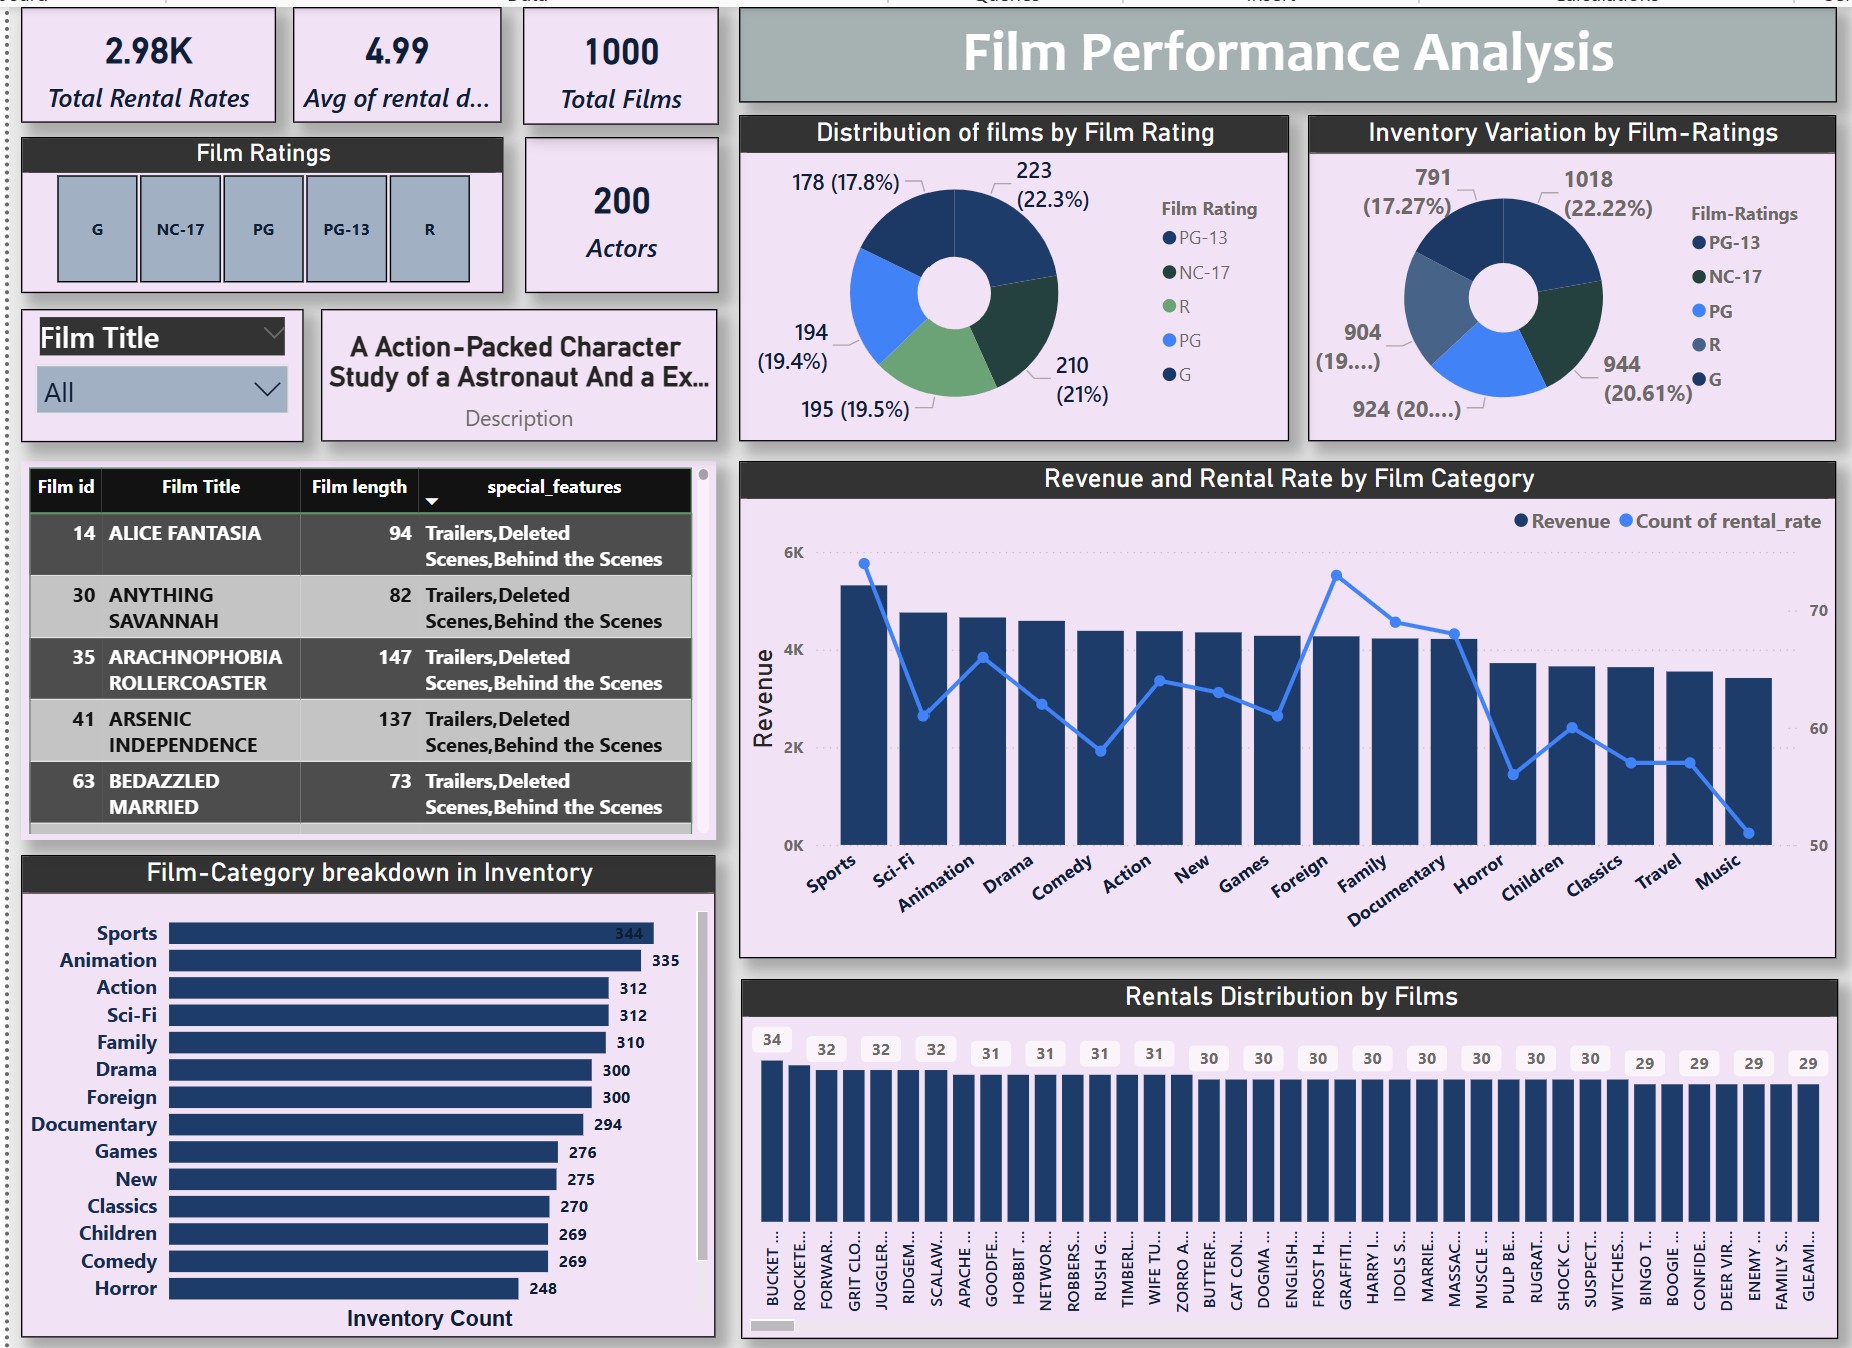 Data
2.98K
Total Rental Rates
4.99
Avg of rental d...
1000
Total Films
Film Performance Analysis
Film Ratings
G
NC-17
PG
PG-13
R
200
Actors
Film Title
All
A Action-Packed Character
Study of a Astronaut And a Ex...
Description
Distribution of films by Film Rating
178 (17.8%)
223
(22.3%)
194
(19.4%)
210
(21%)
195 (19.5%)
Film Rating
PG-13
NC-17
R
PG
G
Inventory Variation by Film-Ratings
791
(17.27%)
1018
(22.22%)
904
(19....)
944
(20.61%)
924 (20....)
Film-Ratings
PG-13
NC-17
PG
R
G
Film id Film Title Film length special_features
14 ALICE FANTASIA 94 Trailers,Deleted
Scenes,Behind the Scenes
30 ANYTHING 82 Trailers,Deleted
SAVANNAH Scenes,Behind the Scenes
35 ARACHNOPHOBIA 147 Trailers,Deleted
ROLLERCOASTER Scenes,Behind the Scenes
41 ARSENIC 137 Trailers,Deleted
INDEPENDENCE Scenes,Behind the Scenes
63 BEDAZZLED 73 Trailers,Deleted
MARRIED Scenes,Behind the Scenes
Revenue and Rental Rate by Film Category
Revenue Count of rental_rate
Revenue
6K
4K
2K
0K
70
60
50
Sports
Sci-Fi
Animation
Drama
Comedy
Action
New
Games
Foreign
Family
Documentary
Horror
Children
Classics
Travel
Music
Film-Category breakdown in Inventory
Sports 344
Animation 335
Action 312
Sci-Fi 312
Family 310
Drama 300
Foreign 300
Documentary 294
Games 276
New 275
Classics 270
Children 269
Comedy 269
Horror 248
Inventory Count
Rentals Distribution by Films
34 32 32 32 31 31 31 31 30 30 30 30 30 30 30 30 29 29 29 29
BUCKET ...
ROCKETE...
FORWAR...
GRIT CLO...
JUGGLER...
RIDGEM...
SCALAW...
APACHE ...
GOODFE...
HOBBIT ...
NETWOR...
ROBBERS...
RUSH G...
TIMBERL...
WIFE TU...
ZORRO A...
BUTTERF...
CAT CON...
DOGMA ...
ENGLISH...
FROST H...
GRAFFITI...
HARRY I...
IDOLS S...
MARRIE...
MASSAC...
MUSCLE ...
PULP BE...
RUGRAT...
SHOCK C...
SUSPECT...
WITCHES...
BINGO T...
BOOGIE ...
CONFIDE...
DEER VIR...
ENEMY ...
FAMILY S...
GLEAMI...